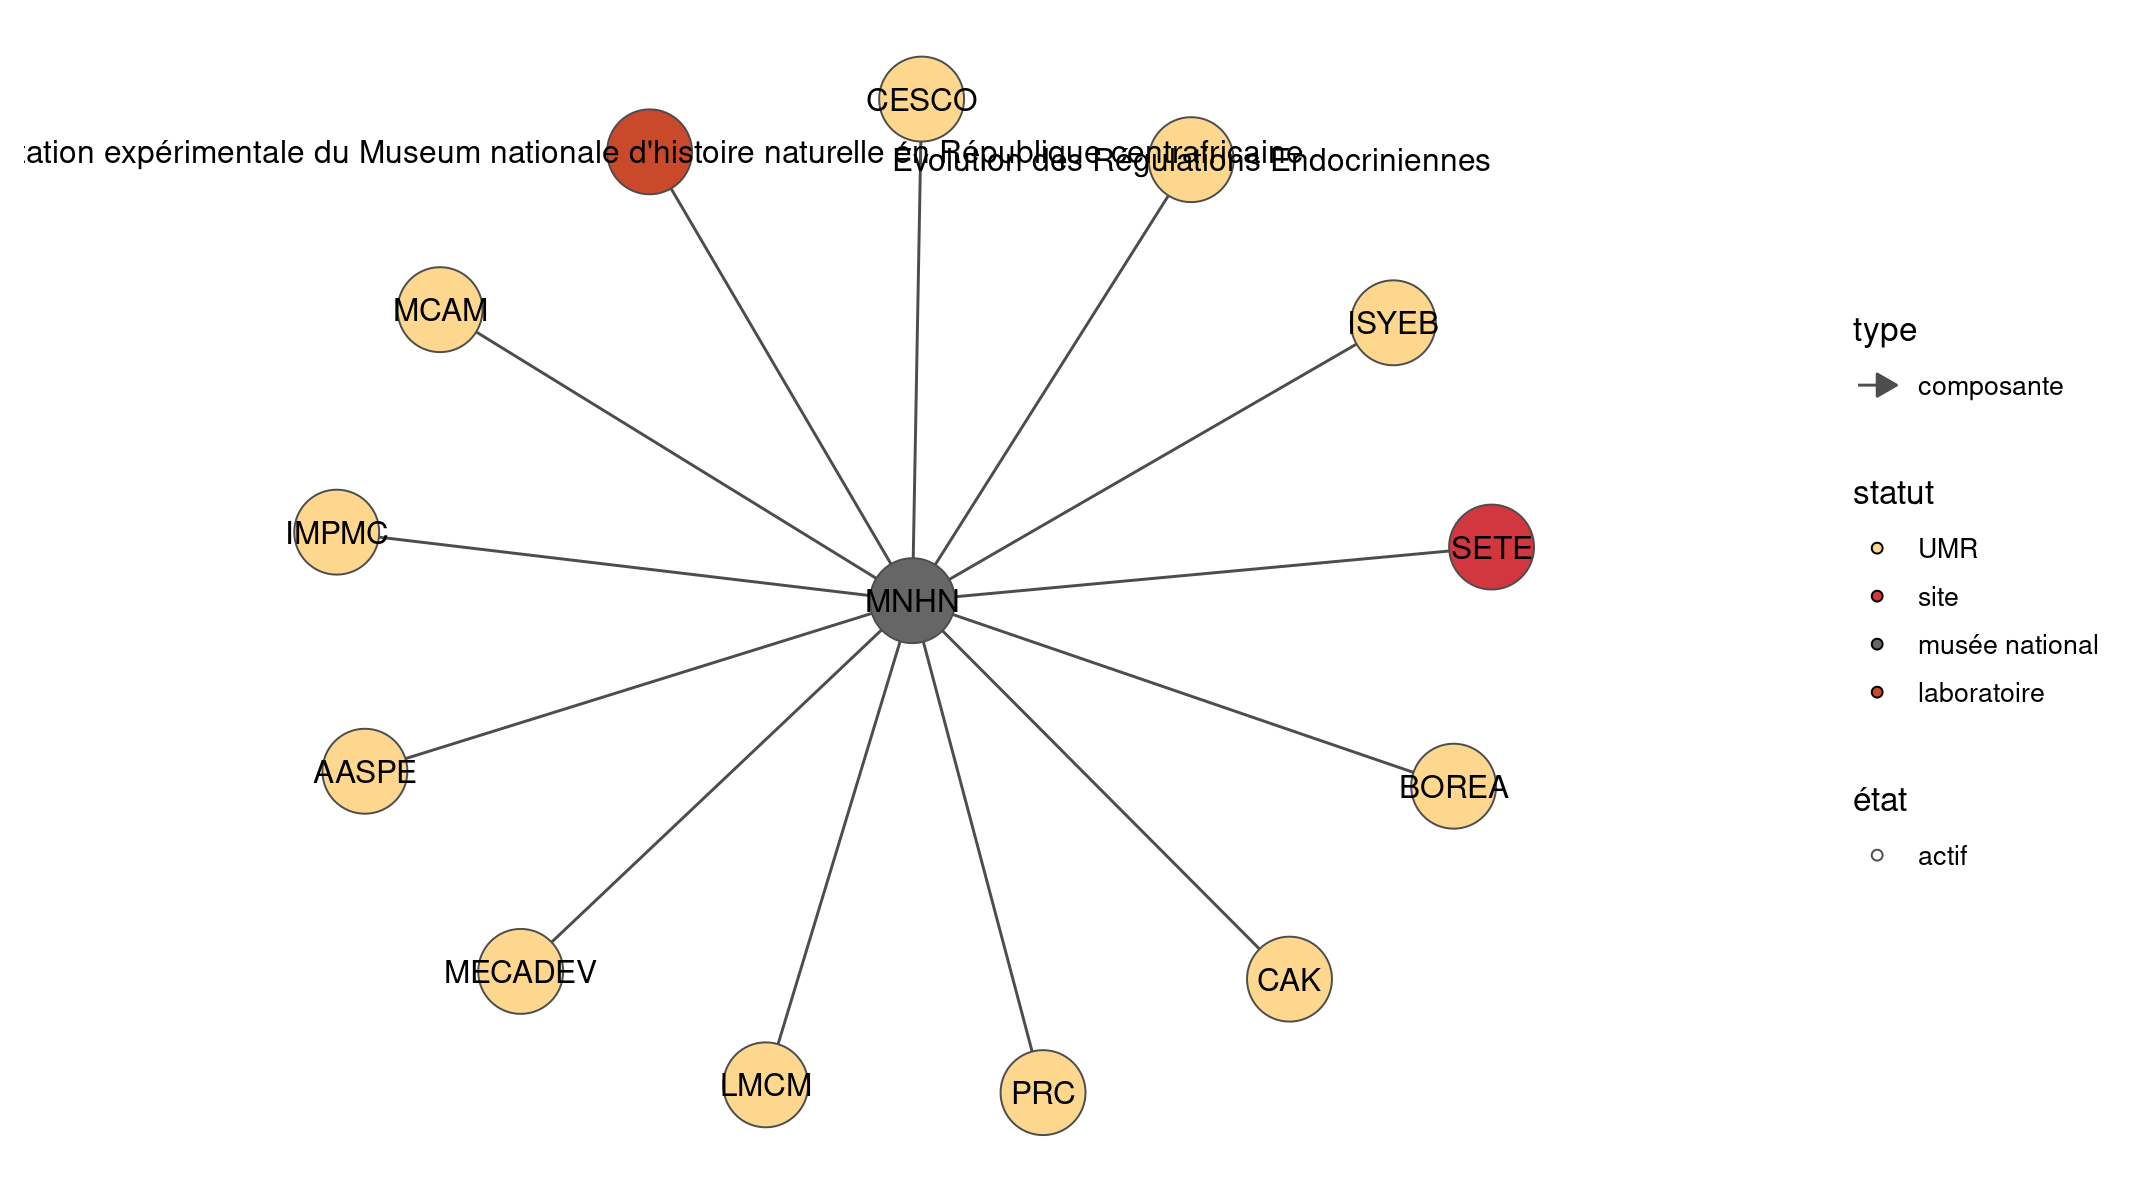 CESCO
ation expérimentale du Museum nationale d'histoire naturelle en République centrafricaine
Évolution des Régulations Endocriniennes
MCAM
ISYEB
IMPMC
SETE
MNHN
AASPE
BOREA
MECADEV
CAK
LMCM
PRC
type
composante
statut
UMR
site
musée national
laboratoire
état
actif